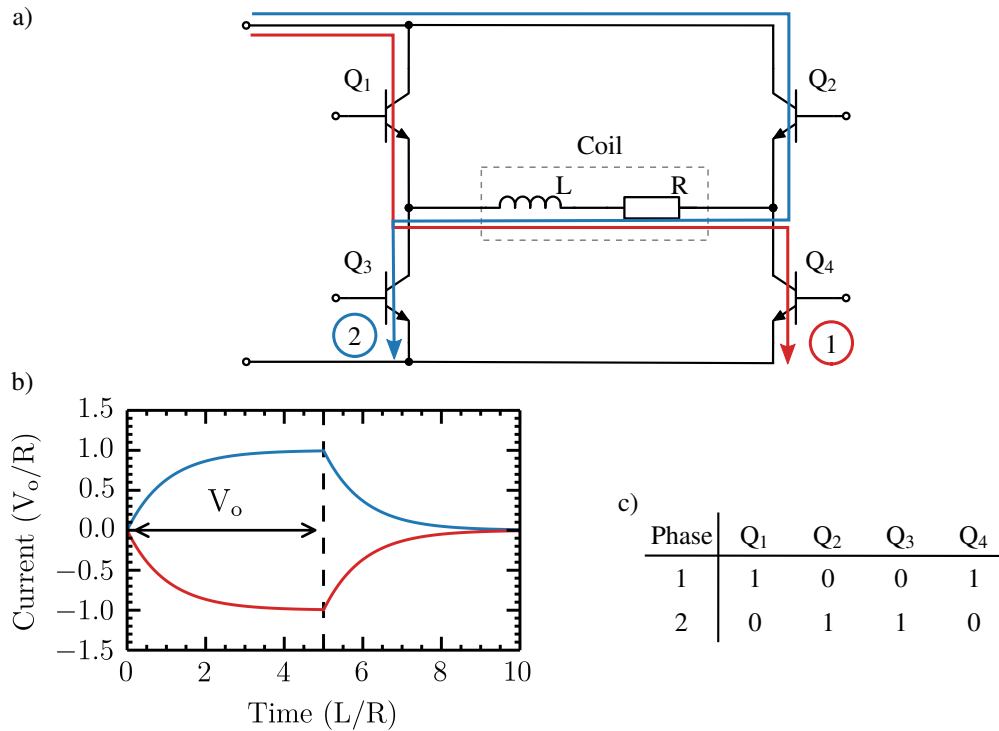 a)
Q₁
Q₂
Coil
L
R
Q₃
Q₄
2
1
b)
1.5
1.0
0.5
0.0
−0.5
−1.0
−1.5
Current (Vₒ/R)
Vₒ
0
2
4
6
8
10
Time (L/R)
c)
Phase Q₁ Q₂ Q₃ Q₄
1 1 0 0 1
2 0 1 1 0